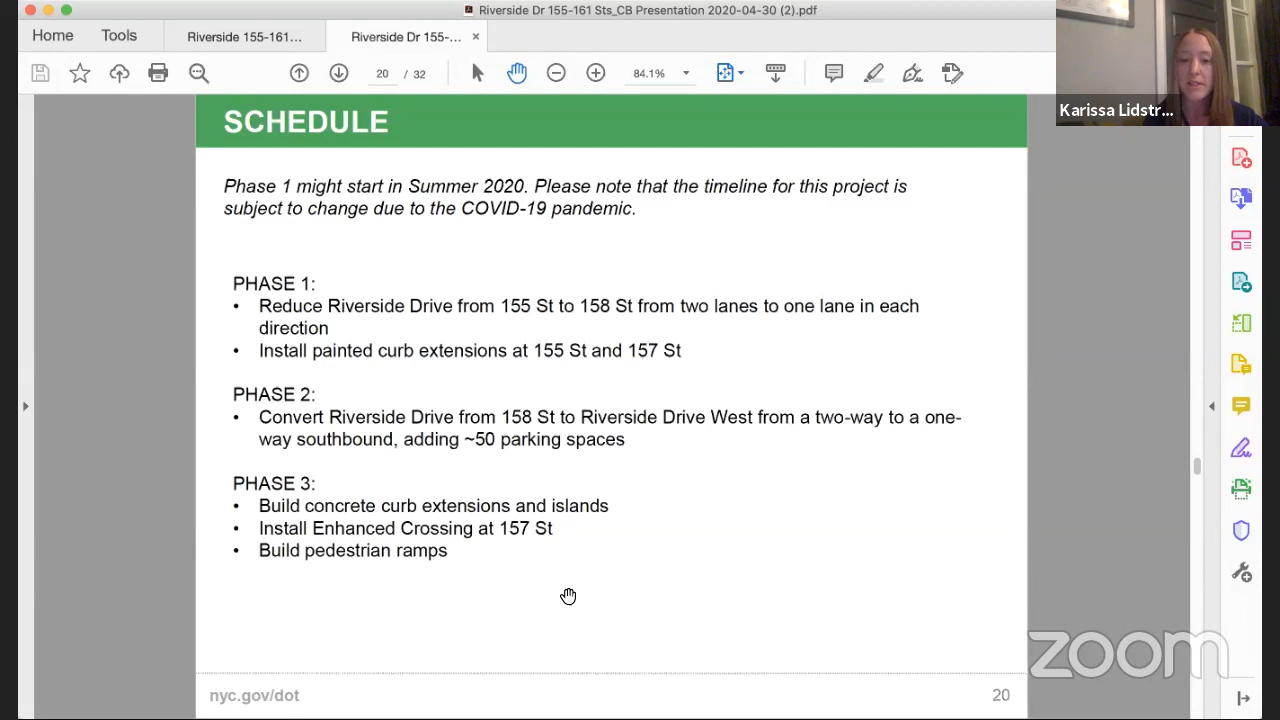 Riverside Dr 155-161 Sts_CB Presentation 2020-04-30 (2).pdf
Home
Tools
Riverside 155-161...
Riverside Dr 155-...
20
/ 32
84.1%
Karissa Lidstr...
SCHEDULE
Phase 1 might start in Summer 2020. Please note that the timeline for this project is
subject to change due to the COVID-19 pandemic.
PHASE 1:
• Reduce Riverside Drive from 155 St to 158 St from two lanes to one lane in each
direction
• Install painted curb extensions at 155 St and 157 St
PHASE 2:
• Convert Riverside Drive from 158 St to Riverside Drive West from a two-way to a one-
way southbound, adding ~50 parking spaces
PHASE 3:
• Build concrete curb extensions and islands
• Install Enhanced Crossing at 157 St
• Build pedestrian ramps
zoom
nyc.gov/dot
20